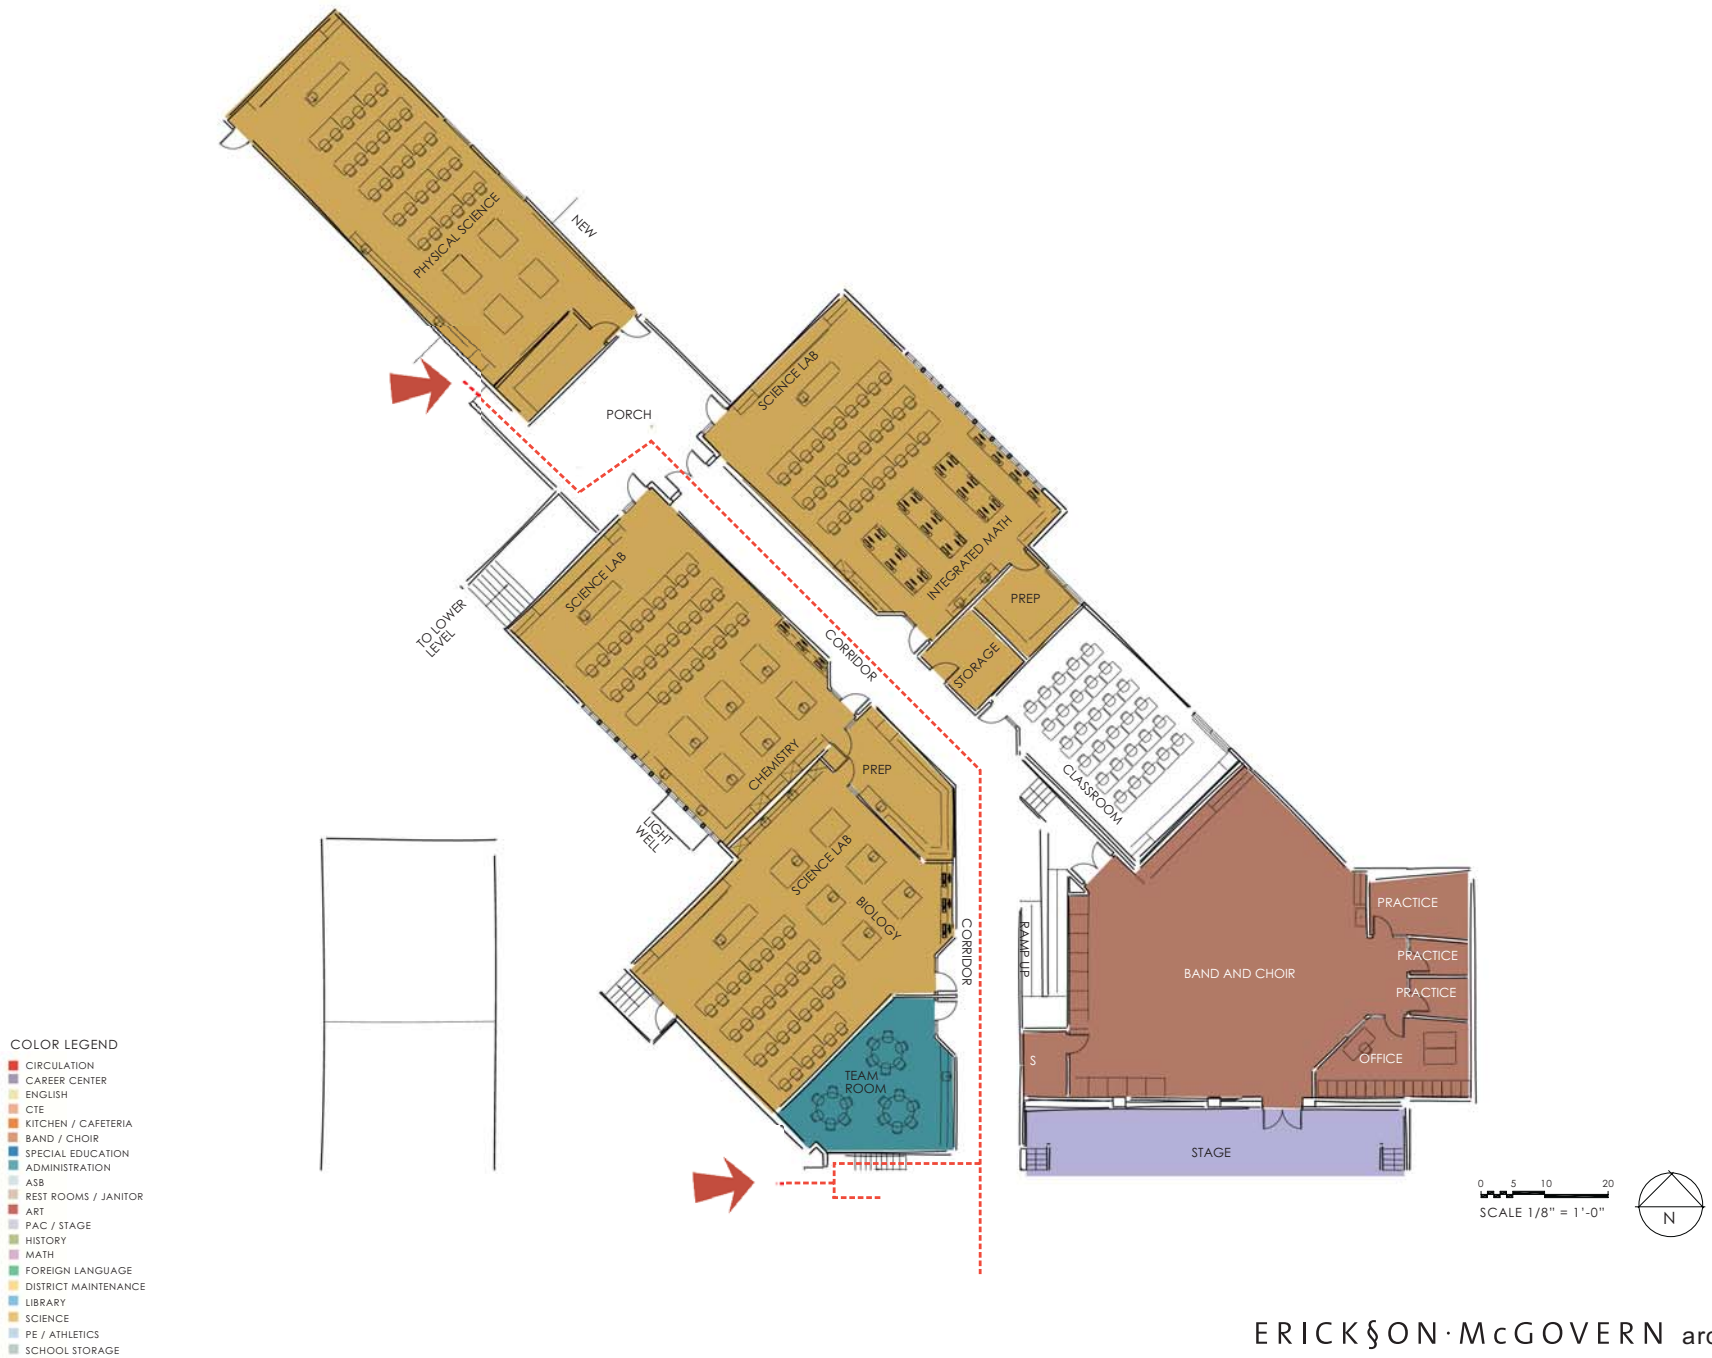 NEW
PHYSICAL SCIENCE
PORCH
SCIENCE LAB
INTEGRATED MATH
PREP
STORAGE
SCIENCE LAB
TO LOWER
LEVEL
CORRIDOR
CHEMISTRY
PREP
LIGHT
WELL
CLASSROOM
SCIENCE LAB
BIOLOGY
CORRIDOR
RAMP UP
BAND AND CHOIR
PRACTICE
PRACTICE
PRACTICE
OFFICE
S
TEAM
ROOM
STAGE
0 5 10 20
SCALE 1/8" = 1'-0"
N
COLOR LEGEND
CIRCULATION
CAREER CENTER
ENGLISH
CTE
KITCHEN / CAFETERIA
BAND / CHOIR
SPECIAL EDUCATION
ADMINISTRATION
ASB
REST ROOMS / JANITOR
ART
PAC / STAGE
HISTORY
MATH
FOREIGN LANGUAGE
DISTRICT MAINTENANCE
LIBRARY
SCIENCE
PE / ATHLETICS
SCHOOL STORAGE
ERICKSON·McGOVERN arc